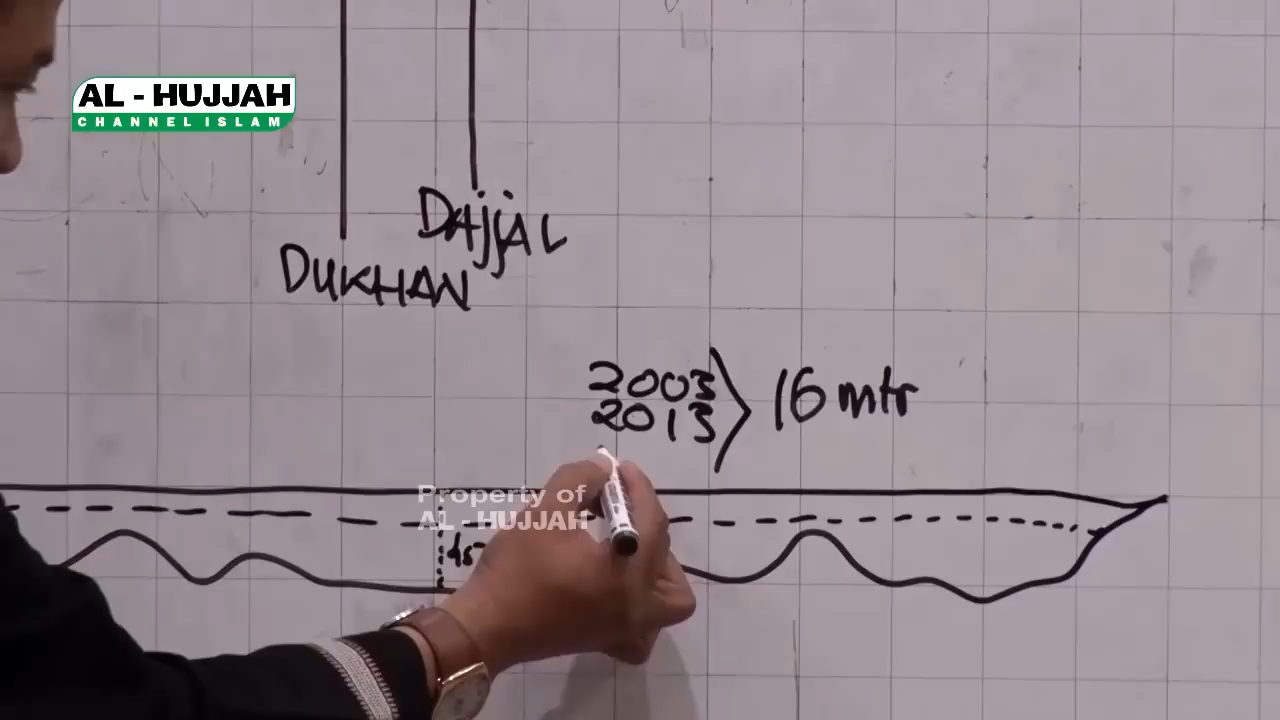 AL - HUJJAH
CHANNEL ISLAM
DAjjAL
DUKHAN
2003
2013
16 mtr
Property of
AL - HUJJAH